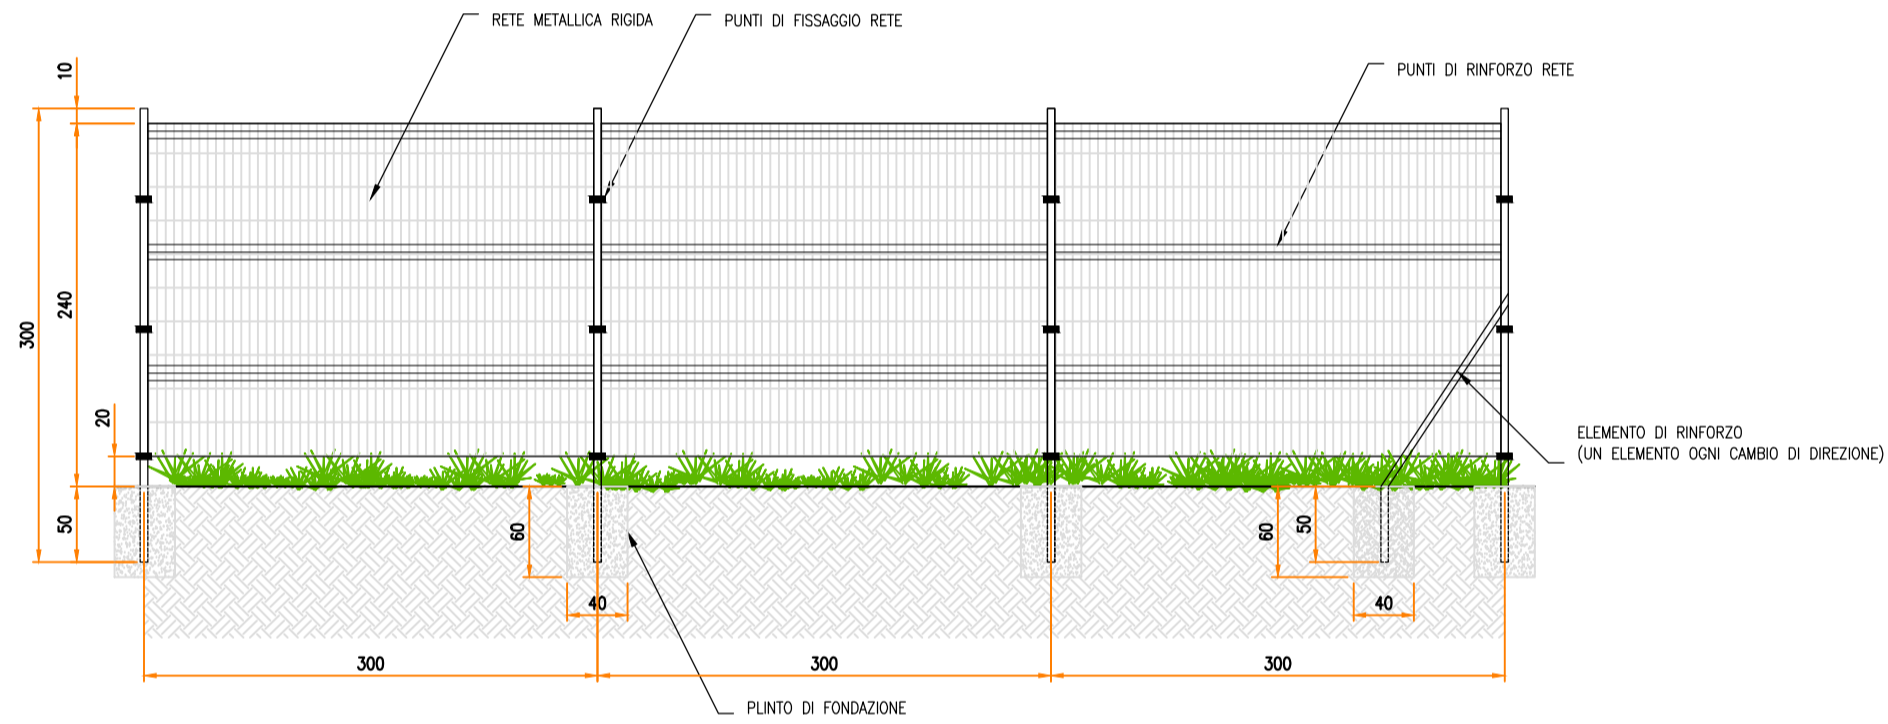 RETE METALLICA RIGIDA
PUNTI DI FISSAGGIO RETE
PUNTI DI RINFORZO RETE
10
300
240
20
50
ELEMENTO DI RINFORZO
(UN ELEMENTO OGNI CAMBIO DI DIREZIONE)
60
40
60
50
40
300
300
300
PLINTO DI FONDAZIONE